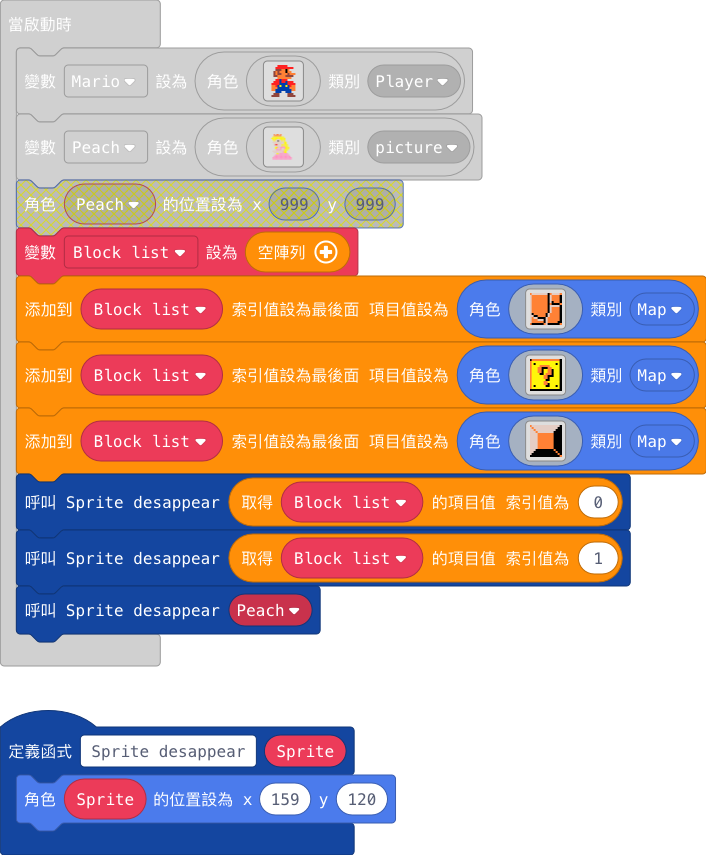 當啟動時
變數 Mario 設為 角色 類別 Player
變數 Peach 設為 角色 類別 picture
角色 Peach 的位置設為 x 999 y 999
變數 Block list 設為 空陣列
添加到 Block list 索引值設為最後面 項目值設為 角色 類別 Map
添加到 Block list 索引值設為最後面 項目值設為 角色 類別 Map
添加到 Block list 索引值設為最後面 項目值設為 角色 類別 Map
呼叫 Sprite desappear 取得 Block list 的項目值 索引值為 0
呼叫 Sprite desappear 取得 Block list 的項目值 索引值為 1
呼叫 Sprite desappear Peach
定義函式 Sprite desappear Sprite
角色 Sprite 的位置設為 x 159 y 120